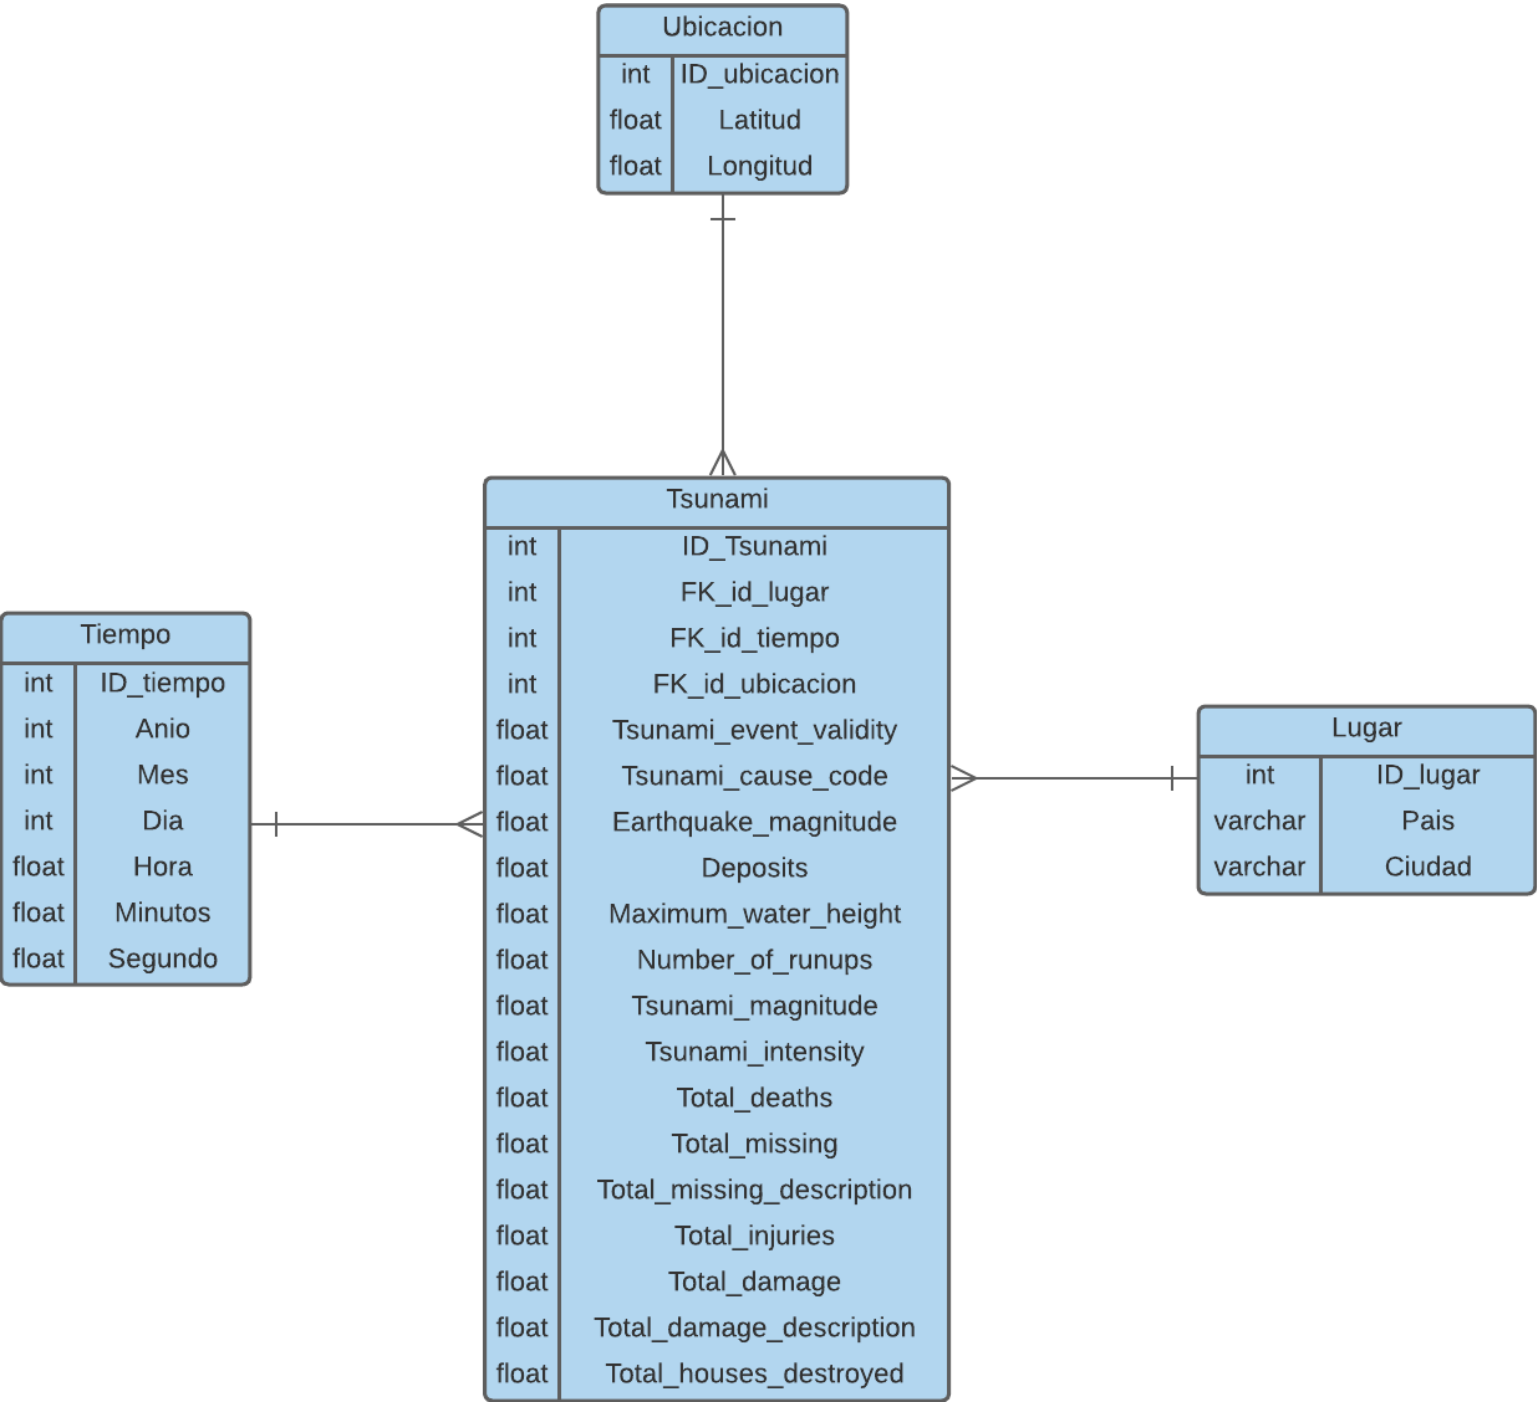 Ubicacion
int ID_ubicacion
float Latitud
float Longitud
Tsunami
int ID_Tsunami
int FK_id_lugar
int FK_id_tiempo
int FK_id_ubicacion
float Tsunami_event_validity
float Tsunami_cause_code
float Earthquake_magnitude
float Deposits
float Maximum_water_height
float Number_of_runups
float Tsunami_magnitude
float Tsunami_intensity
float Total_deaths
float Total_missing
float Total_missing_description
float Total_injuries
float Total_damage
float Total_damage_description
float Total_houses_destroyed
Tiempo
int ID_tiempo
int Anio
int Mes
int Dia
float Hora
float Minutos
float Segundo
Lugar
int ID_lugar
varchar Pais
varchar Ciudad